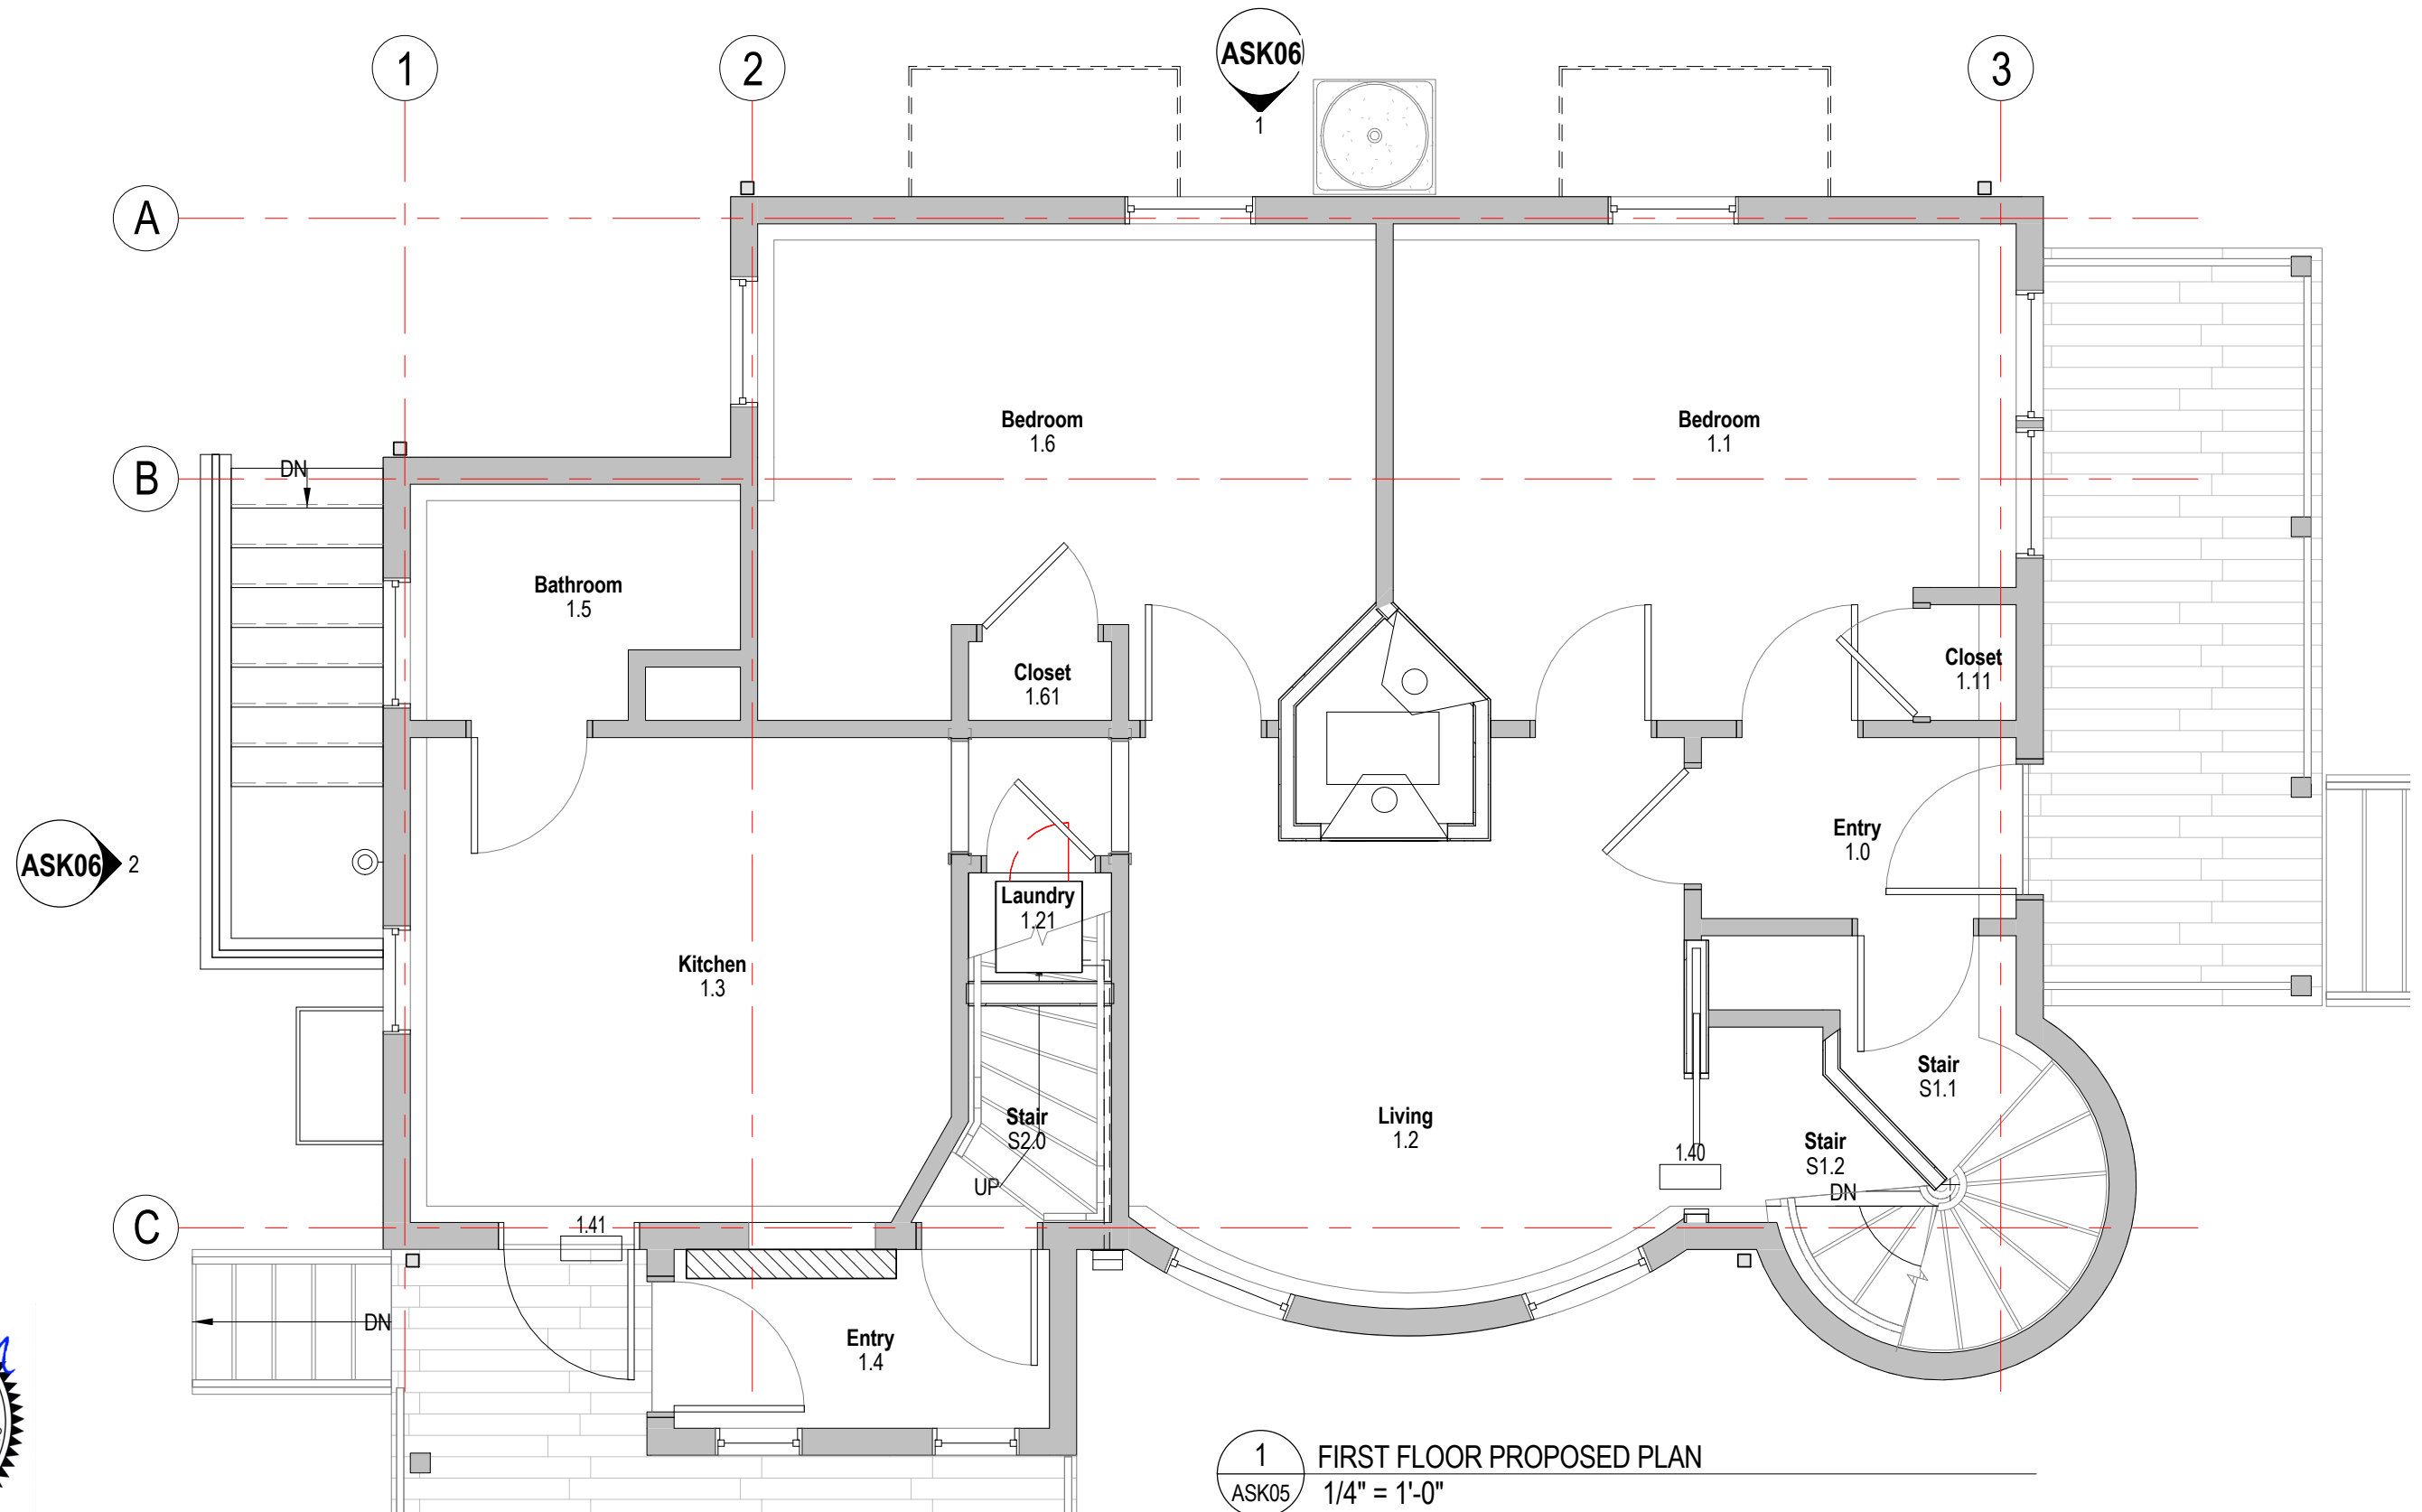 1
2
ASK06
1
3
A
B
DN
Bedroom
1.6
Bedroom
1.1
Bathroom
1.5
Closet
1.61
Closet
1.11
ASK06
2
Entry
1.0
Laundry
1.21
Kitchen
1.3
Stair
S1.1
Stair
S2.0
Living
1.2
Stair
S1.2
1.40
UP
DN
C
1.41
DN
Entry
1.4
1
FIRST FLOOR PROPOSED PLAN
ASK05
1/4" = 1'-0"